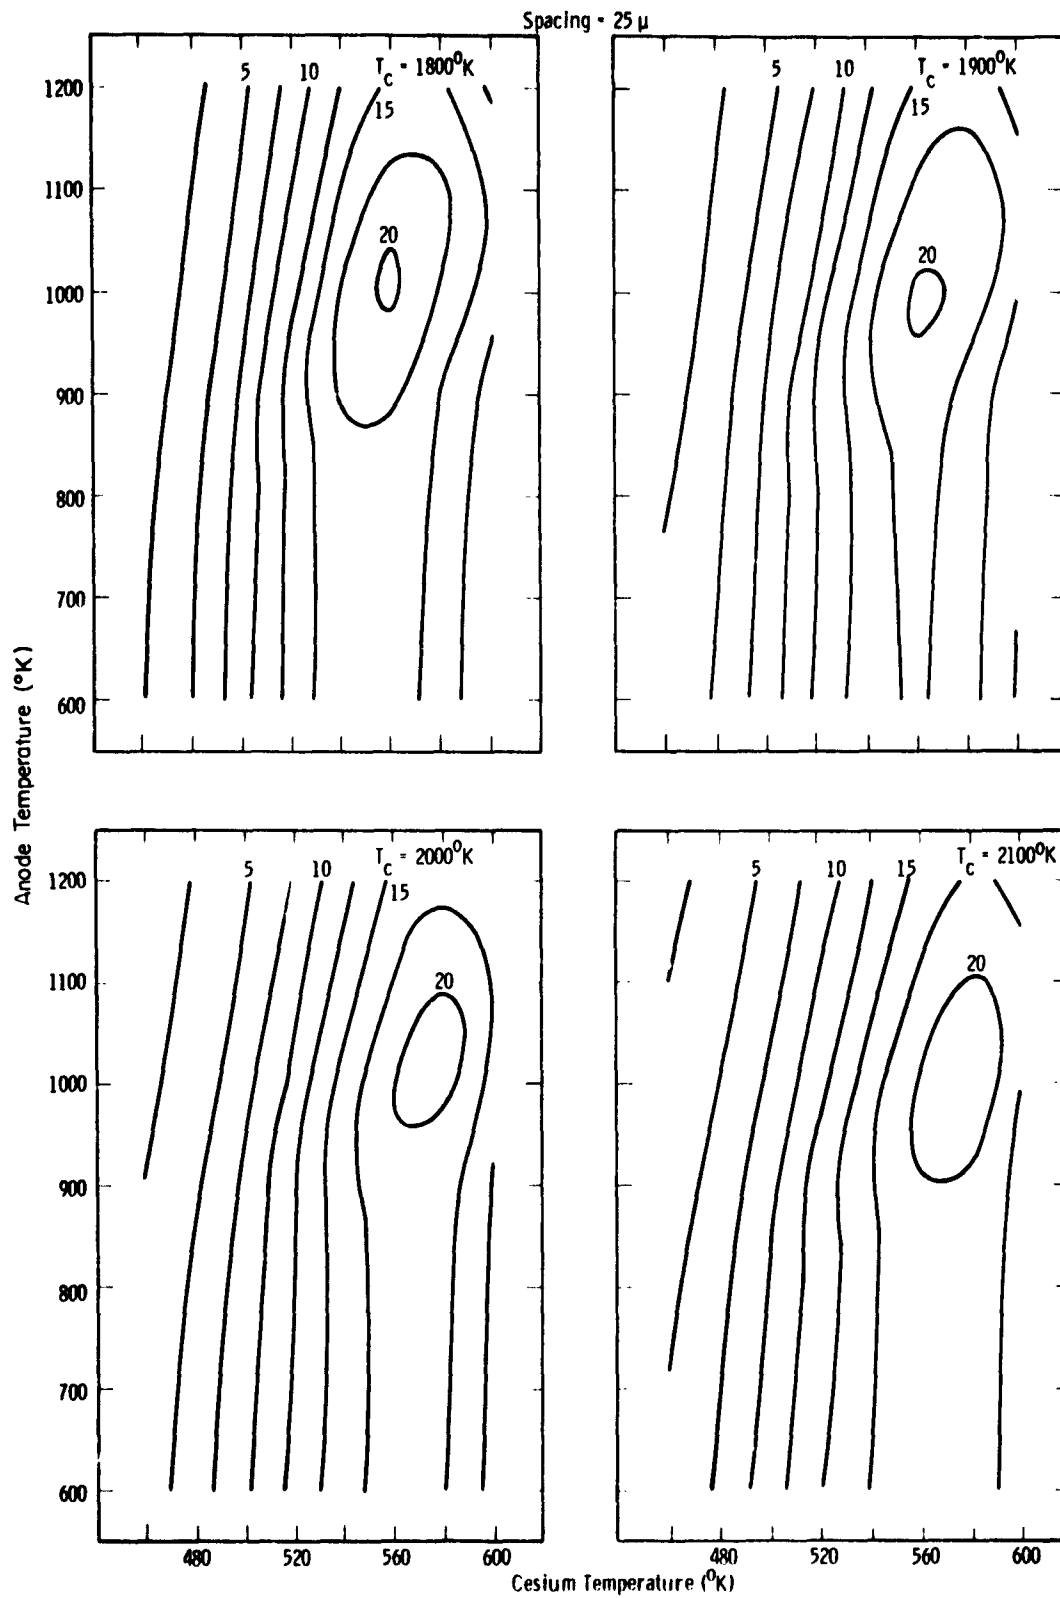 Spacing = 25 μ
5 10 T_c = 1800°K
15
20
5 10 T_c = 1900°K
15
20
1200
1100
1000
900
800
700
600
Anode Temperature (°K)
5 10 T_c = 2000°K
15
20
5 10 15 T_c = 2100°K
20
1200
1100
1000
900
800
700
600
480 520 560 600
480 520 560 600
Cesium Temperature (°K)